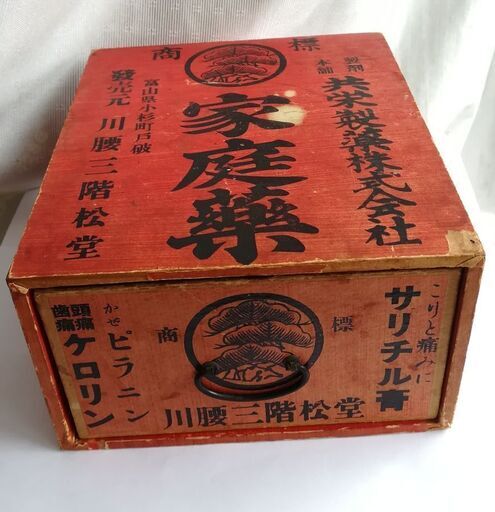 標商
製剤本舗
共栄製薬株式会社
家庭薬
富山県小杉町戸破
發売元 川腰三階松堂
標商
こりと痛みに
サリチル膏
かぜ ピラニン
頭痛歯痛 ケロリン
川腰三階松堂